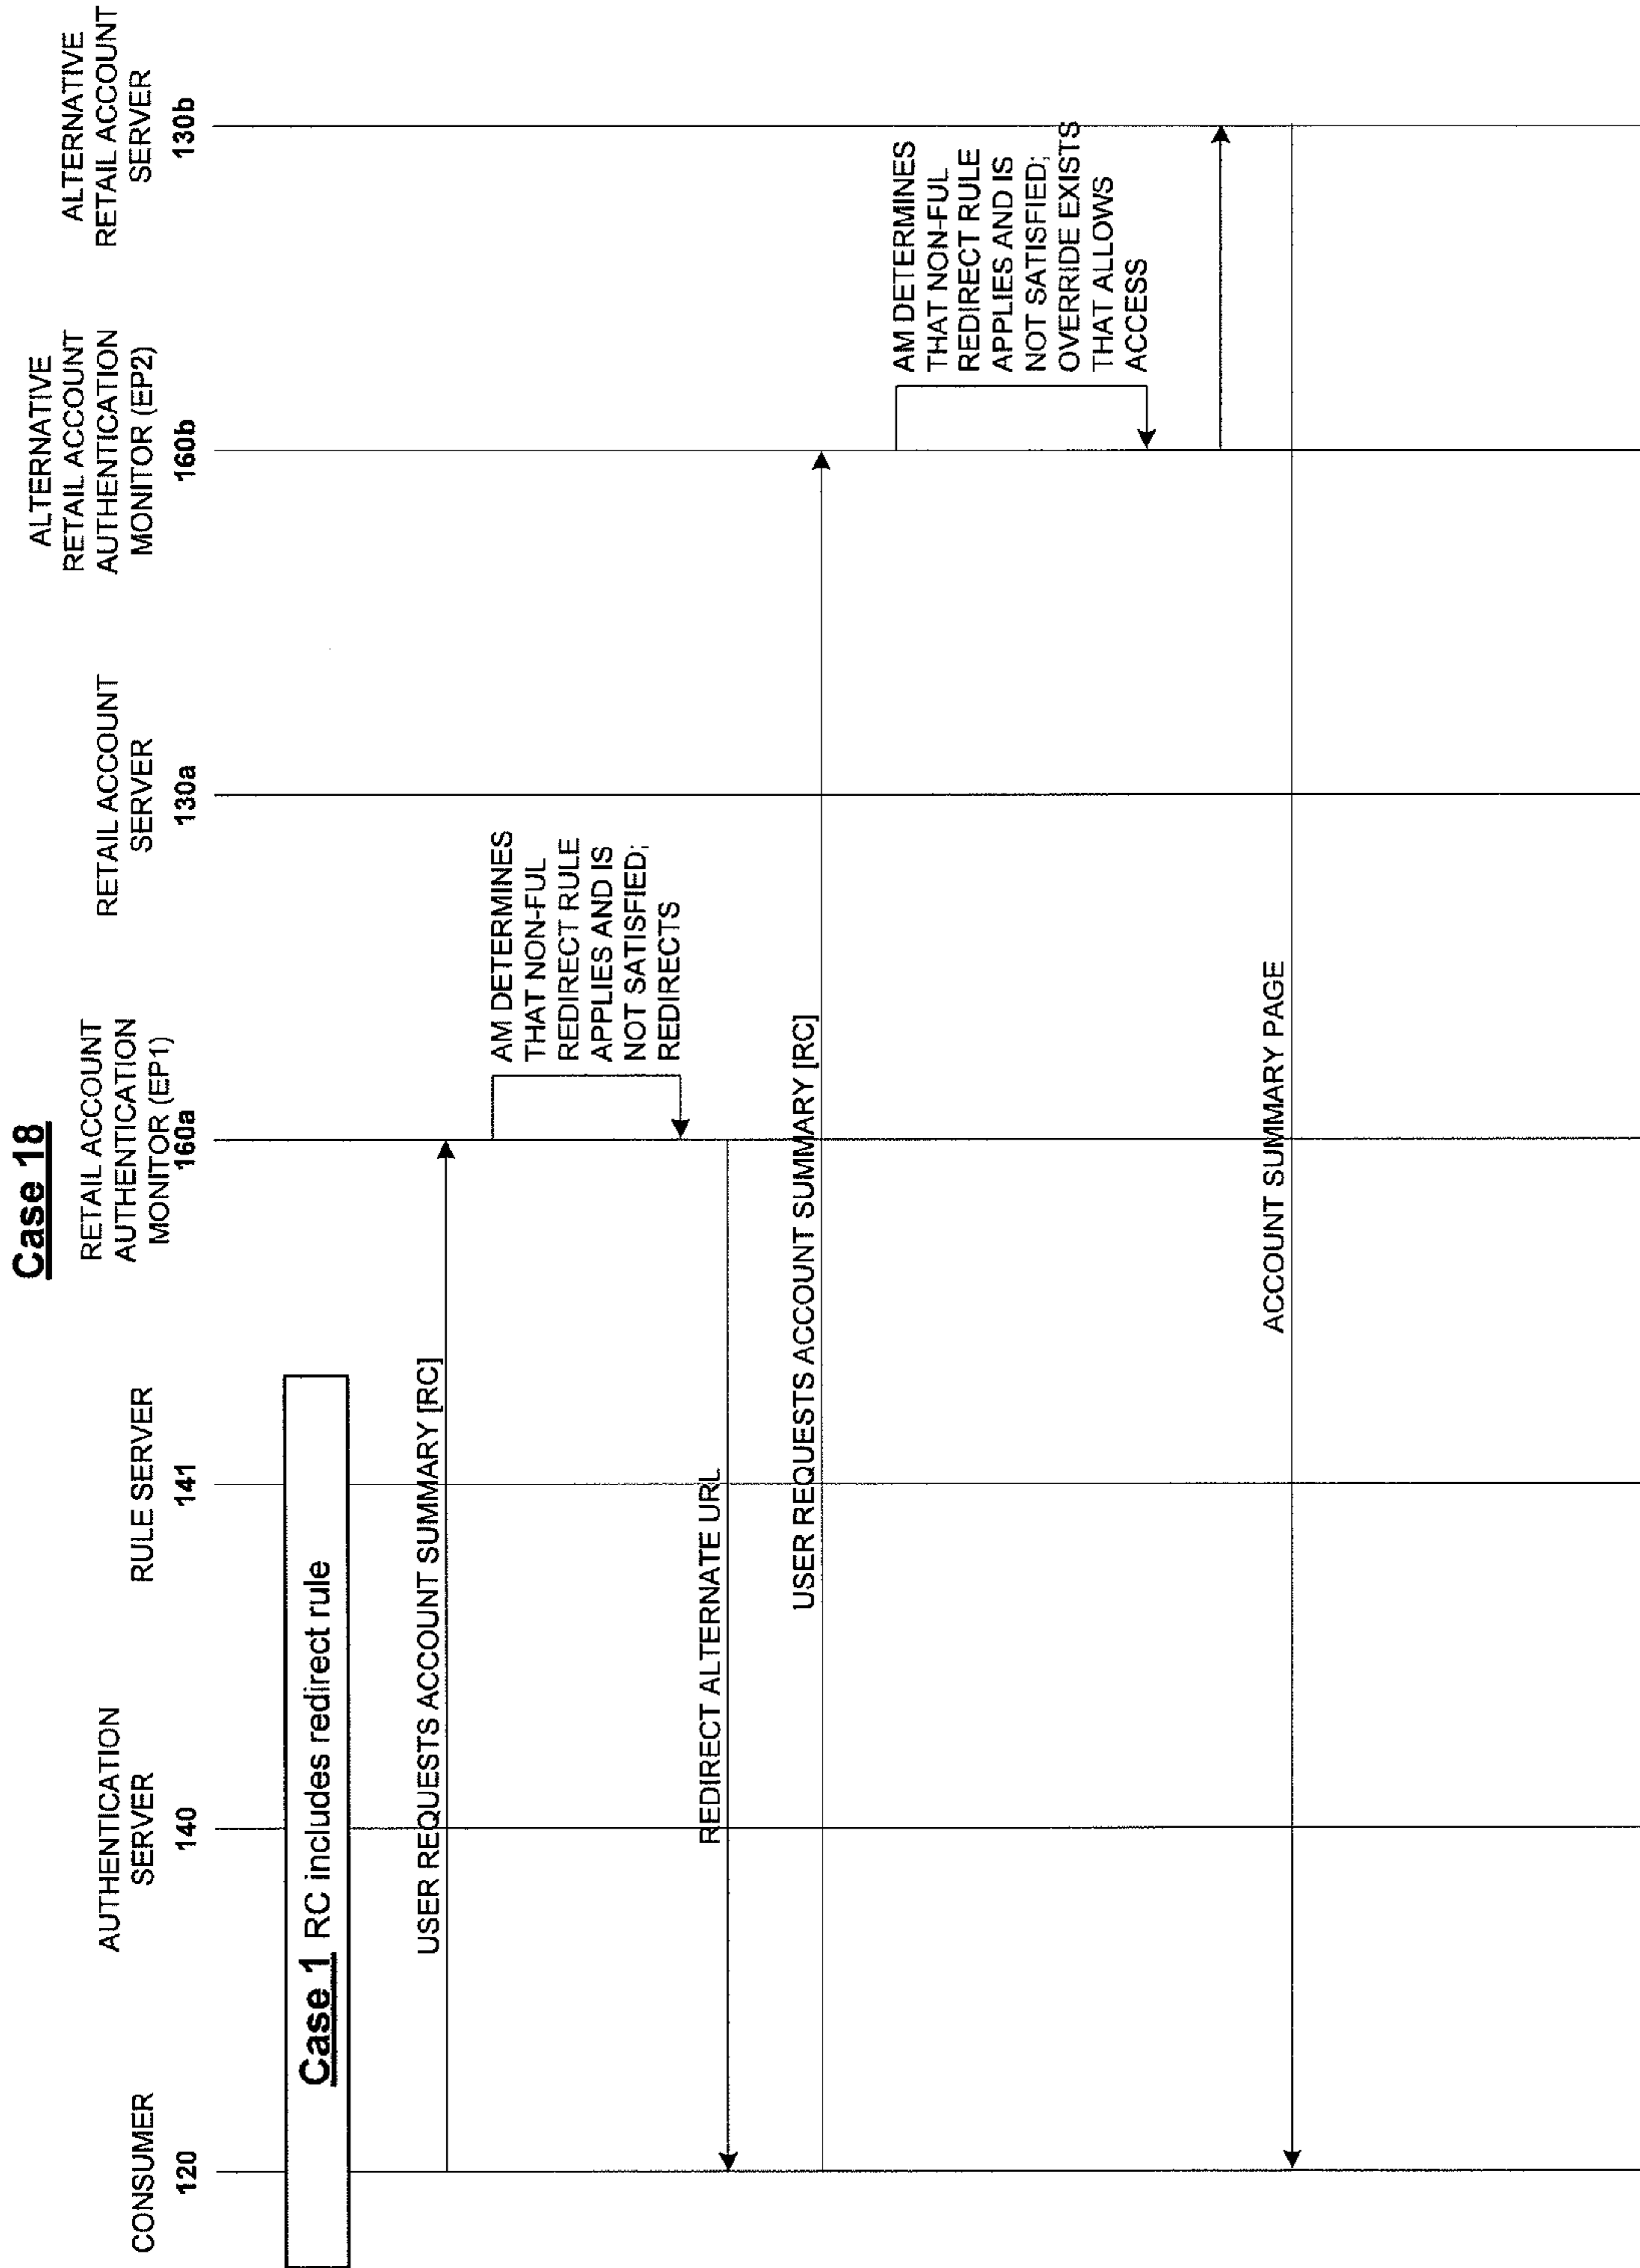 Case 18
CONSUMER
120
AUTHENTICATION
SERVER
140
RULE SERVER
141
RETAIL ACCOUNT
AUTHENTICATION
MONITOR (EP1)
160a
RETAIL ACCOUNT
SERVER
130a
ALTERNATIVE
RETAIL ACCOUNT
AUTHENTICATION
MONITOR (EP2)
160b
ALTERNATIVE
RETAIL ACCOUNT
SERVER
130b
Case 1 RC includes redirect rule
USER REQUESTS ACCOUNT SUMMARY [RC]
AM DETERMINES
THAT NON-FUL
REDIRECT RULE
APPLIES AND IS
NOT SATISFIED;
REDIRECTS
REDIRECT ALTERNATE URL
USER REQUESTS ACCOUNT SUMMARY [RC]
AM DETERMINES
THAT NON-FUL
REDIRECT RULE
APPLIES AND IS
NOT SATISFIED;
OVERRIDE EXISTS
THAT ALLOWS
ACCESS
ACCOUNT SUMMARY PAGE